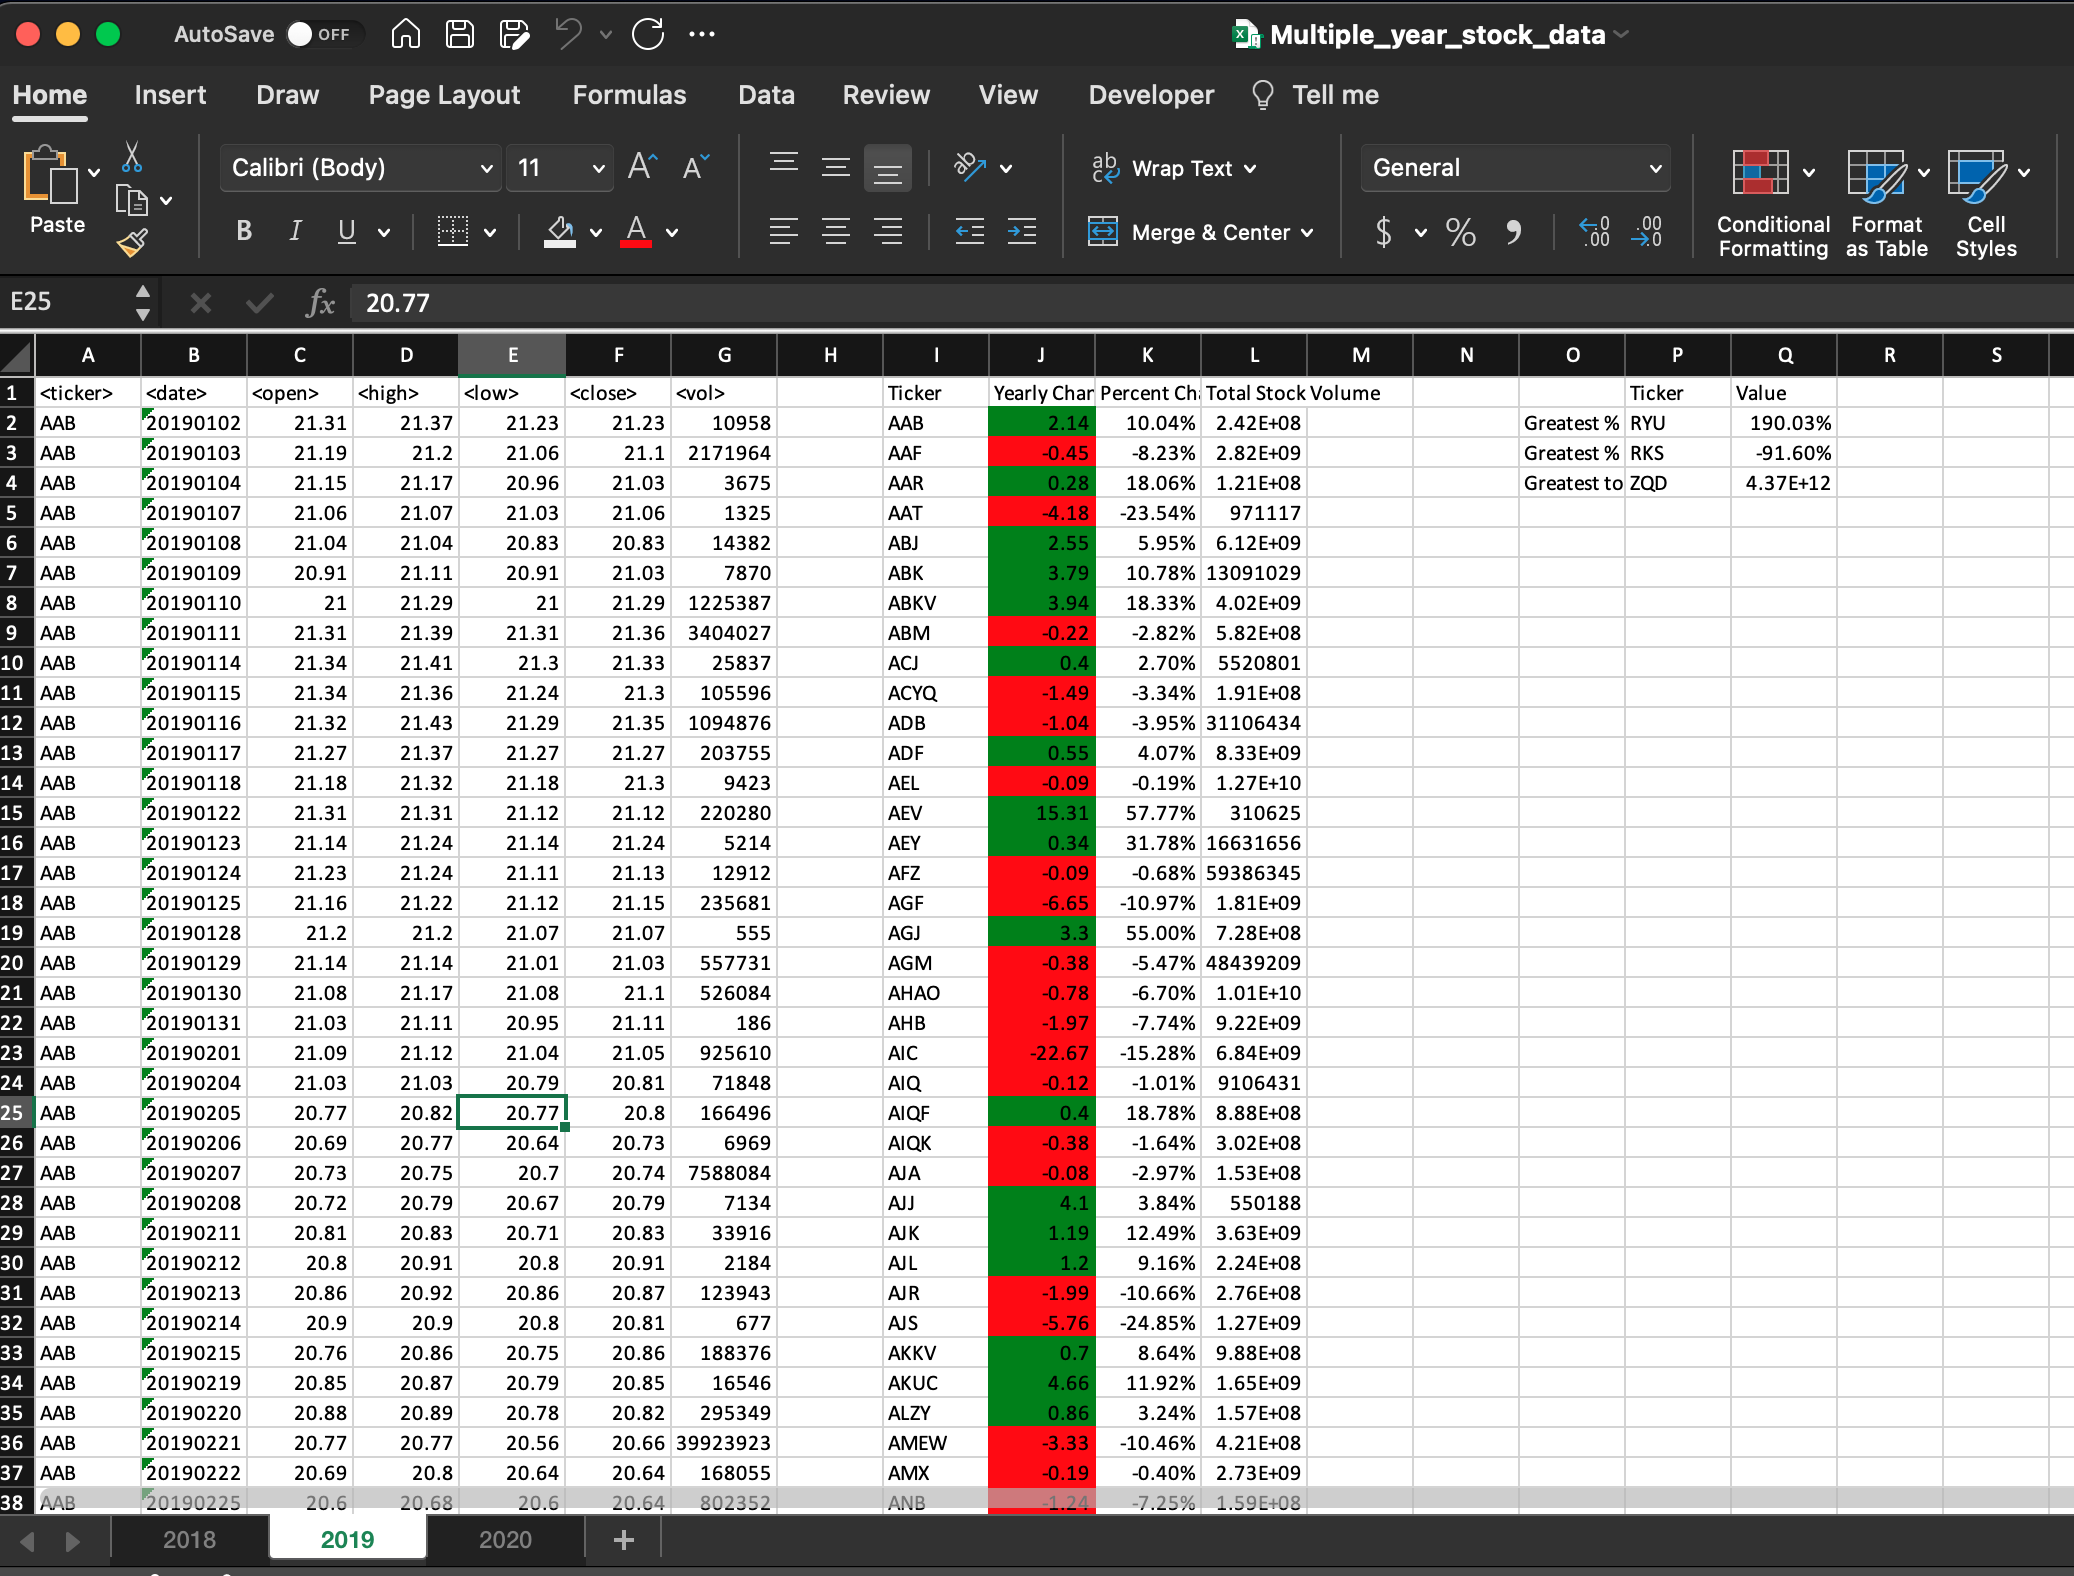 AutoSave OFF Multiple_year_stock_data
Home Insert Draw Page Layout Formulas Data Review View Developer Tell me
Paste Calibri (Body) 11 A A ab c Wrap Text General Conditional Formatting Format as Table Cell Styles
B I U A Merge & Center $ % , .00 .0
E25 fx 20.77
A B C D E F G H I J K L M N O P Q R S
1 <ticker> <date> <open> <high> <low> <close> <vol> Ticker Yearly Char Percent Cha Total Stock Volume Ticker Value
2 AAB 20190102 21.31 21.37 21.23 21.23 10958 AAB 2.14 10.04% 2.42E+08 Greatest % RYU 190.03%
3 AAB 20190103 21.19 21.2 21.06 21.1 2171964 AAF -0.45 -8.23% 2.82E+09 Greatest % RKS -91.60%
4 AAB 20190104 21.15 21.17 20.96 21.03 3675 AAR 0.28 18.06% 1.21E+08 Greatest to ZQD 4.37E+12
5 AAB 20190107 21.06 21.07 21.03 21.06 1325 AAT -4.18 -23.54% 971117
6 AAB 20190108 21.04 21.04 20.83 20.83 14382 ABJ 2.55 5.95% 6.12E+09
7 AAB 20190109 20.91 21.11 20.91 21.03 7870 ABK 3.79 10.78% 13091029
8 AAB 20190110 21 21.29 21 21.29 1225387 ABKV 3.94 18.33% 4.02E+09
9 AAB 20190111 21.31 21.39 21.31 21.36 3404027 ABM -0.22 -2.82% 5.82E+08
10 AAB 20190114 21.34 21.41 21.3 21.33 25837 ACJ 0.4 2.70% 5520801
11 AAB 20190115 21.34 21.36 21.24 21.3 105596 ACYQ -1.49 -3.34% 1.91E+08
12 AAB 20190116 21.32 21.43 21.29 21.35 1094876 ADB -1.04 -3.95% 31106434
13 AAB 20190117 21.27 21.37 21.27 21.27 203755 ADF 0.55 4.07% 8.33E+09
14 AAB 20190118 21.18 21.32 21.18 21.3 9423 AEL -0.09 -0.19% 1.27E+10
15 AAB 20190122 21.31 21.31 21.12 21.12 220280 AEV 15.31 57.77% 310625
16 AAB 20190123 21.14 21.24 21.14 21.24 5214 AEY 0.34 31.78% 16631656
17 AAB 20190124 21.23 21.24 21.11 21.13 12912 AFZ -0.09 -0.68% 59386345
18 AAB 20190125 21.16 21.22 21.12 21.15 235681 AGF -6.65 -10.97% 1.81E+09
19 AAB 20190128 21.2 21.2 21.07 21.07 555 AGJ 3.3 55.00% 7.28E+08
20 AAB 20190129 21.14 21.14 21.01 21.03 557731 AGM -0.38 -5.47% 48439209
21 AAB 20190130 21.08 21.17 21.08 21.1 526084 AHAO -0.78 -6.70% 1.01E+10
22 AAB 20190131 21.03 21.11 20.95 21.11 186 AHB -1.97 -7.74% 9.22E+09
23 AAB 20190201 21.09 21.12 21.04 21.05 925610 AIC -22.67 -15.28% 6.84E+09
24 AAB 20190204 21.03 21.03 20.79 20.81 71848 AIQ -0.12 -1.01% 9106431
25 AAB 20190205 20.77 20.82 20.77 20.8 166496 AIQF 0.4 18.78% 8.88E+08
26 AAB 20190206 20.69 20.77 20.64 20.73 6969 AIQK -0.38 -1.64% 3.02E+08
27 AAB 20190207 20.73 20.75 20.7 20.74 7588084 AJA -0.08 -2.97% 1.53E+08
28 AAB 20190208 20.72 20.79 20.67 20.79 7134 AJJ 4.1 3.84% 550188
29 AAB 20190211 20.81 20.83 20.71 20.83 33916 AJK 1.19 12.49% 3.63E+09
30 AAB 20190212 20.8 20.91 20.8 20.91 2184 AJL 1.2 9.16% 2.24E+08
31 AAB 20190213 20.86 20.92 20.86 20.87 123943 AJR -1.99 -10.66% 2.76E+08
32 AAB 20190214 20.9 20.9 20.8 20.81 677 AJS -5.76 -24.85% 1.27E+09
33 AAB 20190215 20.76 20.86 20.75 20.86 188376 AKKV 0.7 8.64% 9.88E+08
34 AAB 20190219 20.85 20.87 20.79 20.85 16546 AKUC 4.66 11.92% 1.65E+09
35 AAB 20190220 20.88 20.89 20.78 20.82 295349 ALZY 0.86 3.24% 1.57E+08
36 AAB 20190221 20.77 20.77 20.56 20.66 39923923 AMEW -3.33 -10.46% 4.21E+08
37 AAB 20190222 20.69 20.8 20.64 20.64 168055 AMX -0.19 -0.40% 2.73E+09
38 AAB 20190225 20.6 20.68 20.6 20.64 802352 ANB -1.24 -7.25% 1.59E+08
2018 2019 2020 +